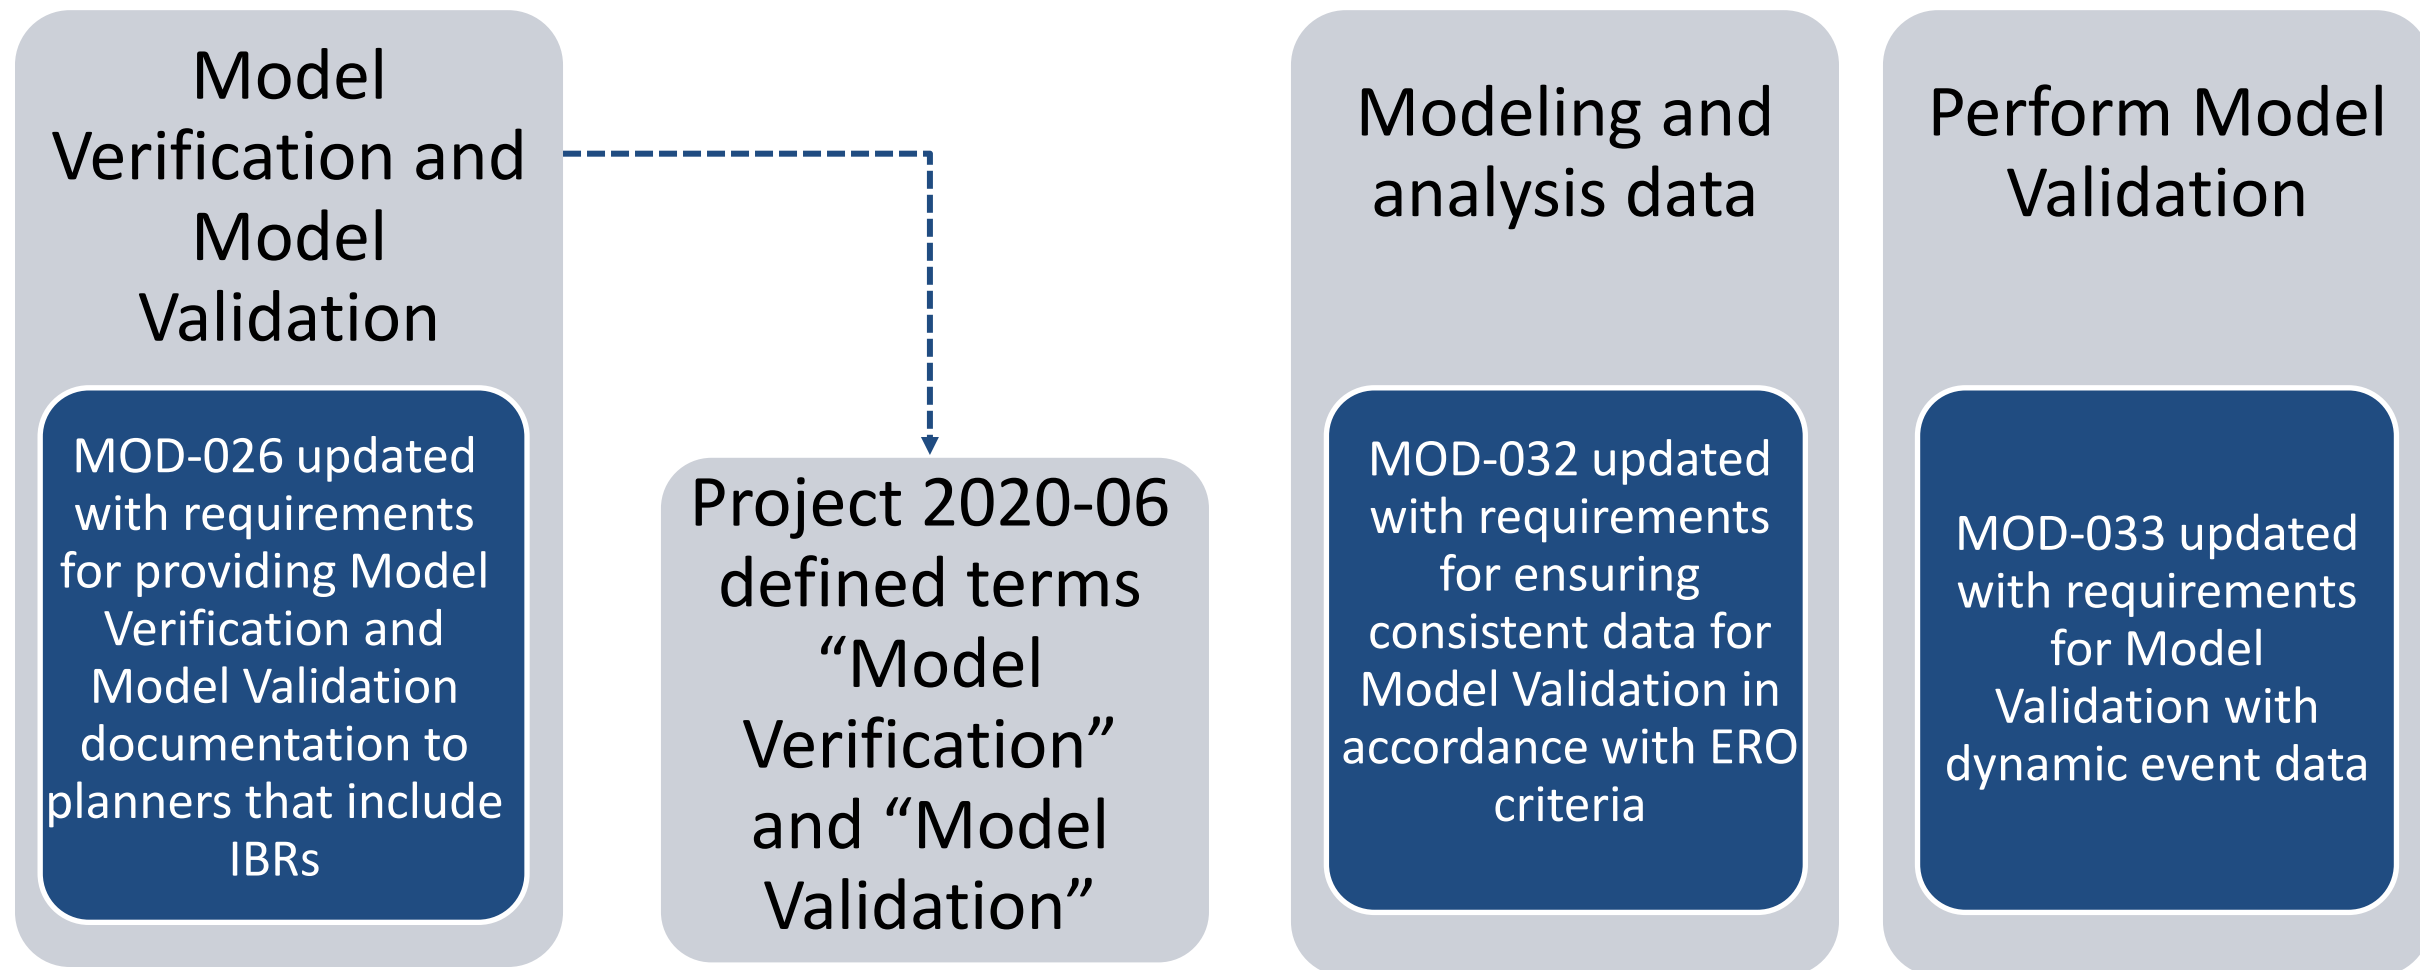 Model
Verification and
Model
Validation
MOD-026 updated
with requirements
for providing Model
Verification and
Model Validation
documentation to
planners that include
IBRs
Project 2020-06
defined terms
“Model
Verification”
and “Model
Validation”
Modeling and
analysis data
MOD-032 updated
with requirements
for ensuring
consistent data for
Model Validation in
accordance with ERO
criteria
Perform Model
Validation
MOD-033 updated
with requirements
for Model
Validation with
dynamic event data